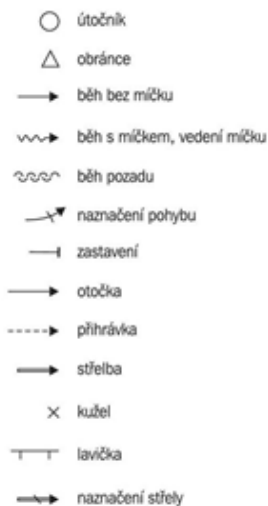 útočník
obránce
běh bez míčku
běh s míčkem, vedení míčku
běh pozadu
naznačení pohybu
zastavení
otočka
přihrávka
střelba
kužel
lavička
naznačení střely